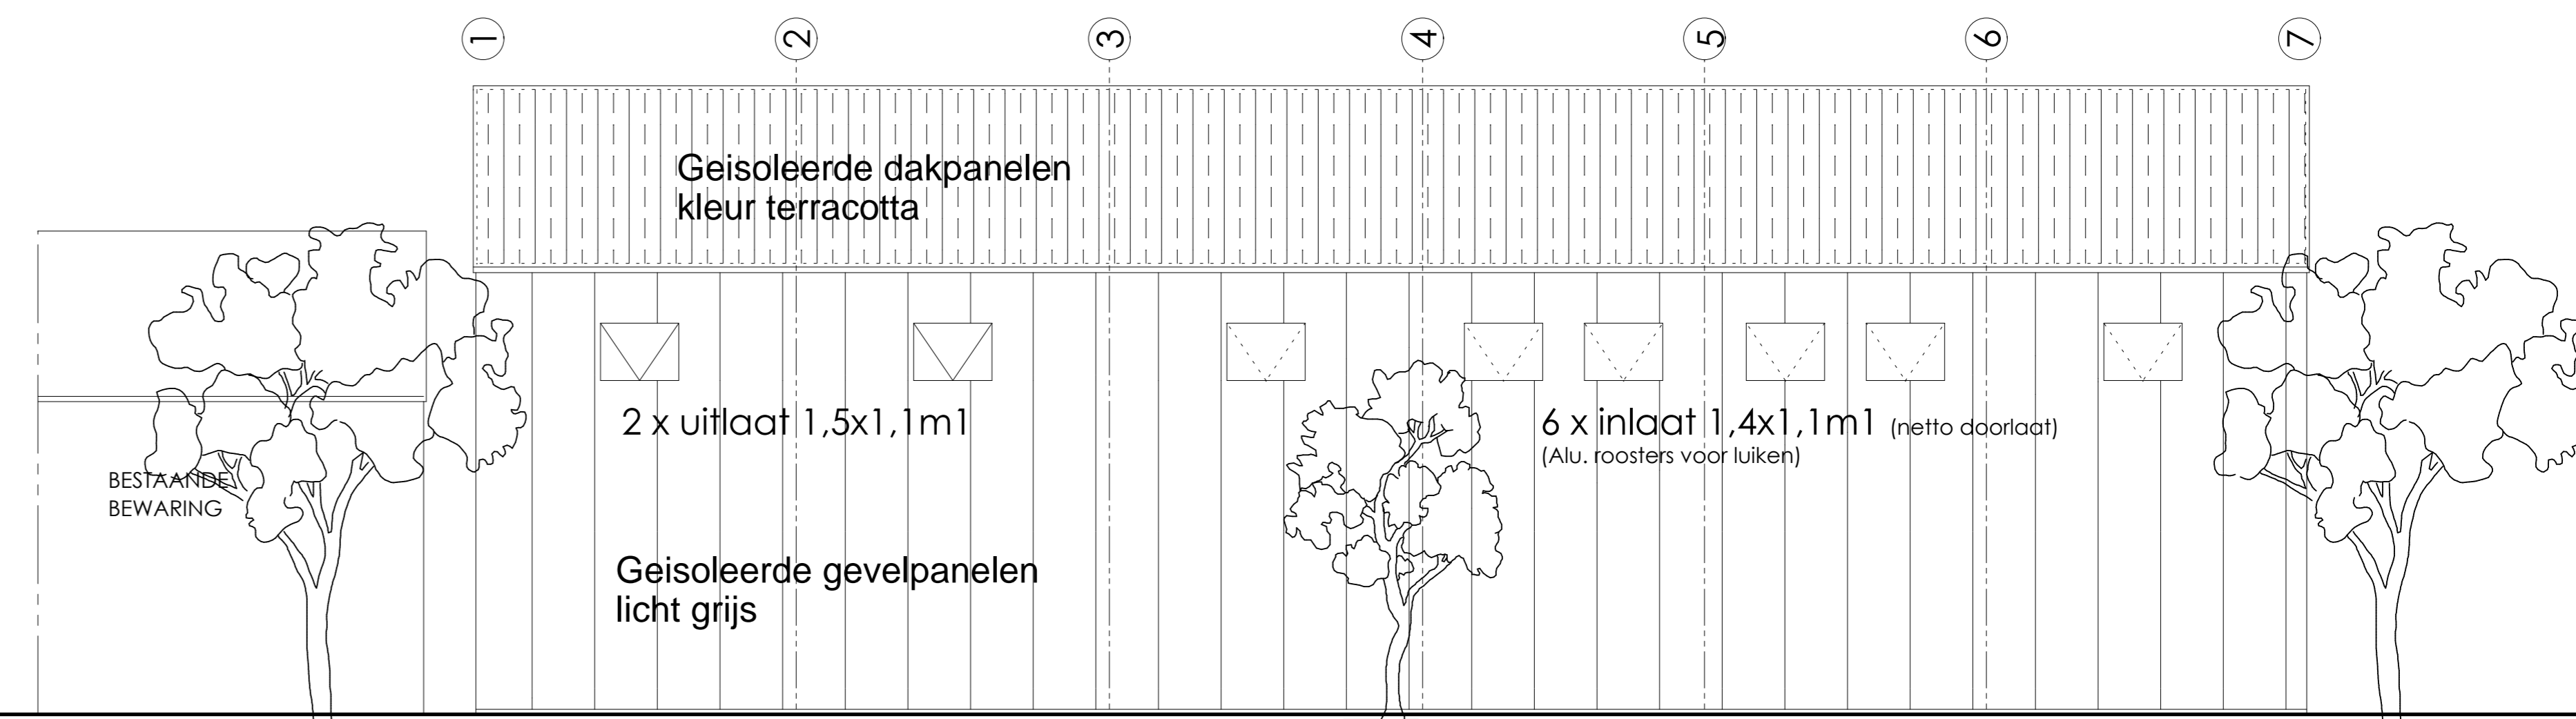 1
2
3
4
5
6
7
Geisoleerde dakpanelen
kleur terracotta
2 x uitlaat 1,5x1,1m1
6 x inlaat 1,4x1,1m1 (netto doorlaat)
(Alu. roosters voor luiken)
BESTAANDE
BEWARING
Geisoleerde gevelpanelen
licht grijs